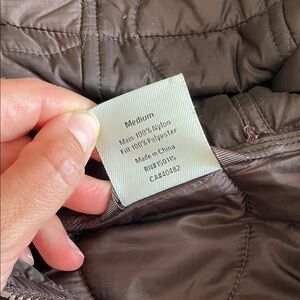 Medium
Main 100% Nylon
Fill 100% Polyester
Made in China
RN#150115
CA#40482